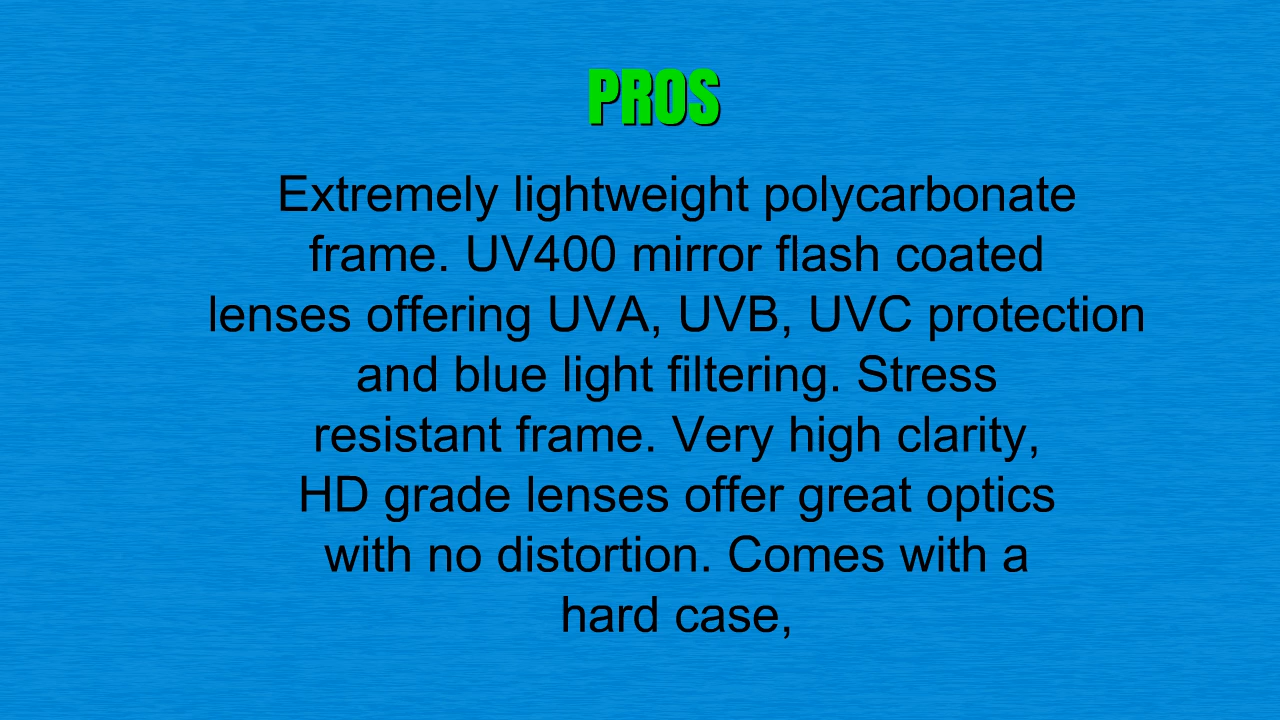 PROS
Extremely lightweight polycarbonate
frame. UV400 mirror flash coated
lenses offering UVA, UVB, UVC protection
and blue light filtering. Stress
resistant frame. Very high clarity,
HD grade lenses offer great optics
with no distortion. Comes with a
hard case,